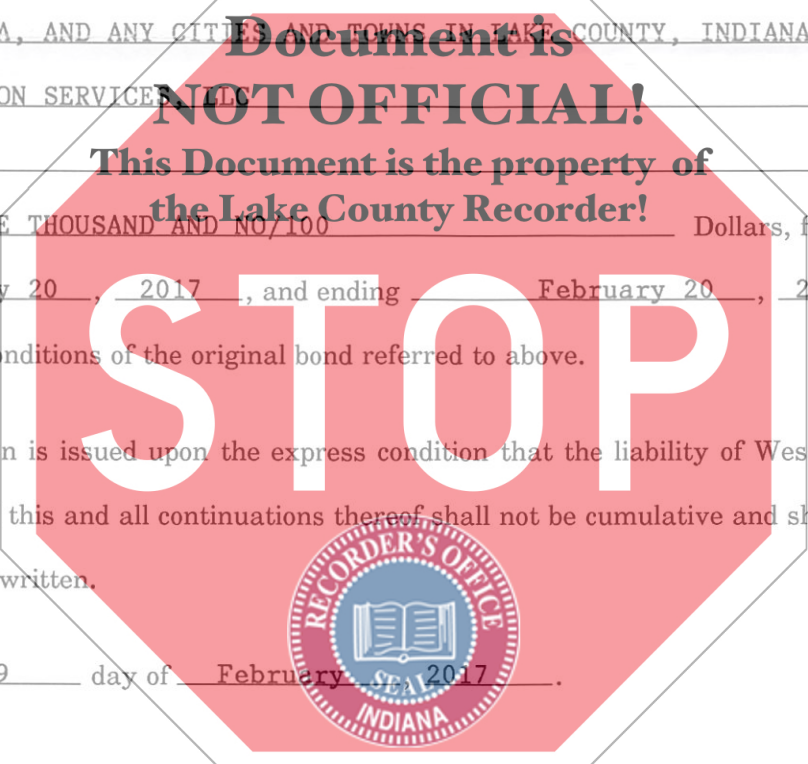 , AND ANY CITIES AND TOWNS IN LAKE COUNTY, INDIANA
Document is
ON SERVICES, LLC
NOT OFFICIAL!
This Document is the property of
the Lake County Recorder!
E THOUSAND AND NO/100 Dollars, f
y 20, 2017, and ending February 20, 2
STOP
nditions of the original bond referred to above.
n is issued upon the express condition that the liability of Wes
this and all continuations thereof shall not be cumulative and sh
written.
9 day of February, 2017.
RECORDER'S OFFICE
SEAL
INDIANA